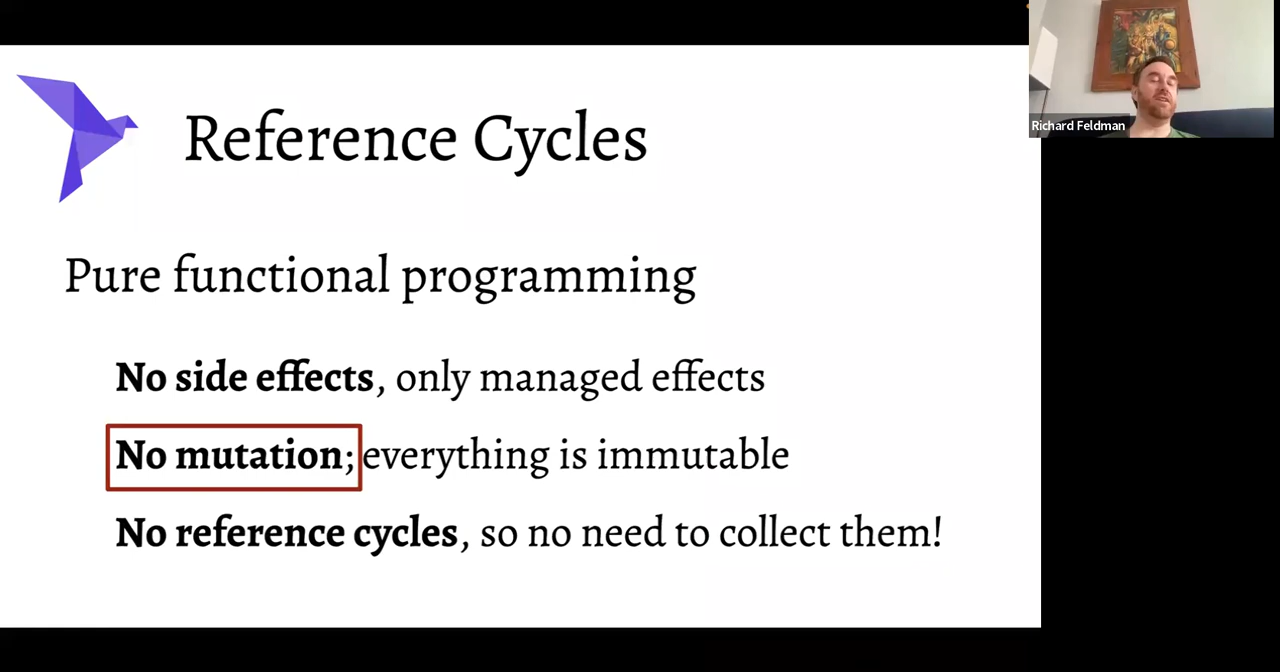 Reference Cycles
Richard Feldman
Pure functional programming
No side effects, only managed effects
No mutation; everything is immutable
No reference cycles, so no need to collect them!